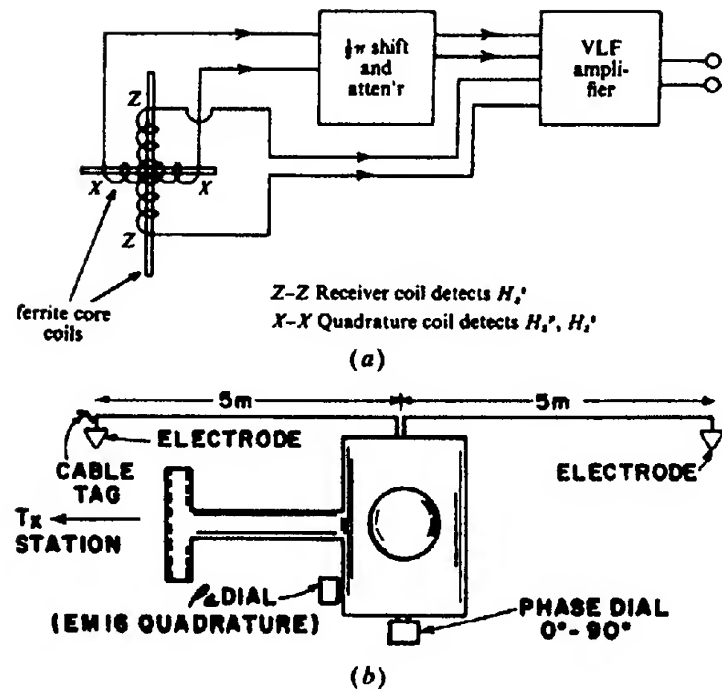 ½π shift
and
atten'r
VLF
ampli-
fier
Z
X
X
Z
ferrite core
coils
Z–Z Receiver coil detects
X–X Quadrature coil detects
(a)
5m
5m
ELECTRODE
CABLE
TAG
ELECTRODE
Tx
STATION
ρa DIAL
(EM16 QUADRATURE)
PHASE DIAL
0°- 90°
(b)